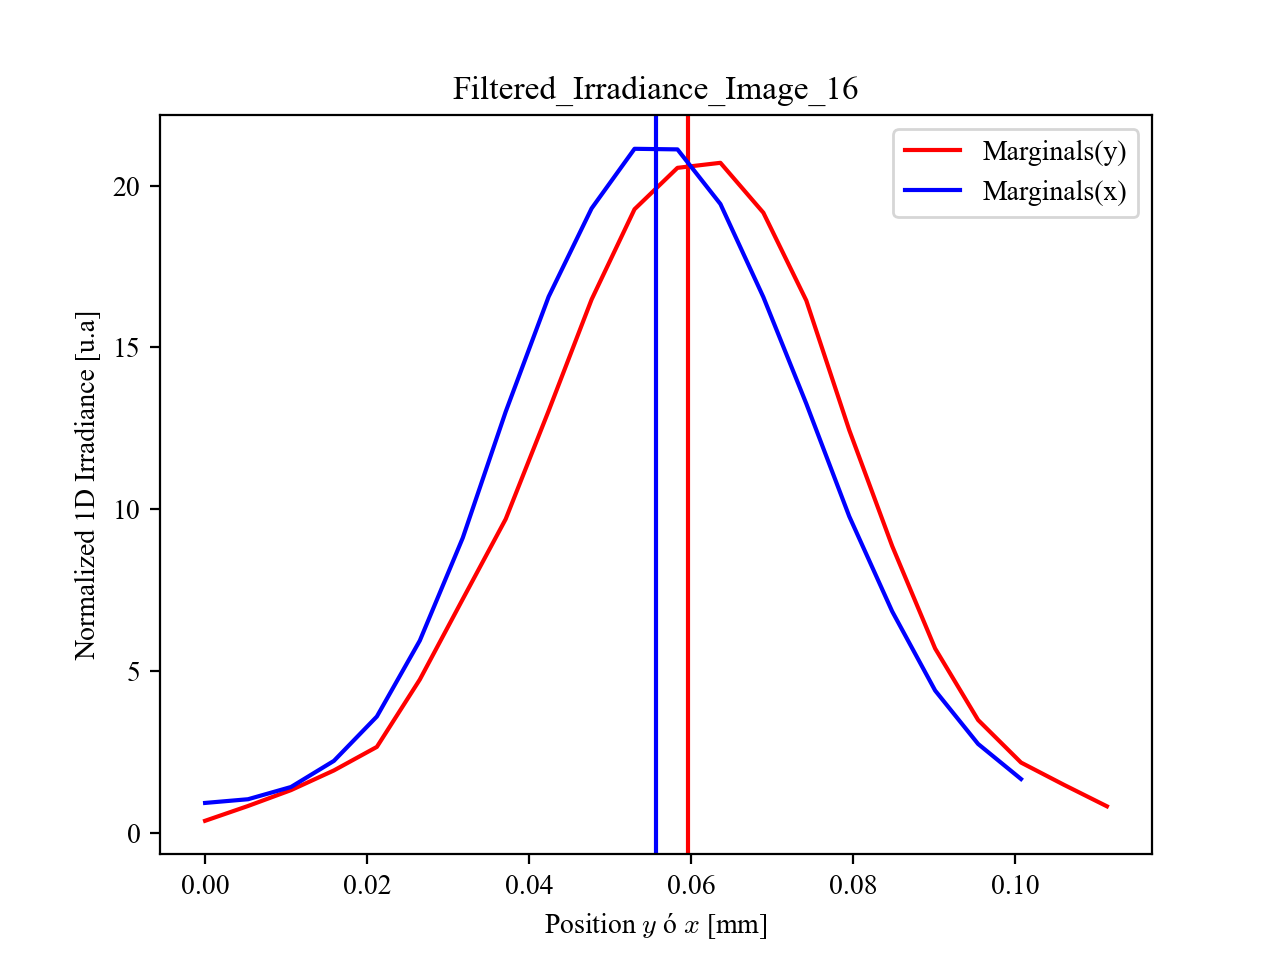 Filtered_Irradiance_Image_16
Marginals(y)
Marginals(x)
Normalized 1D Irradiance [u.a]
20
15
10
5
0
0.00 0.02 0.04 0.06 0.08 0.10
Position y ó x [mm]